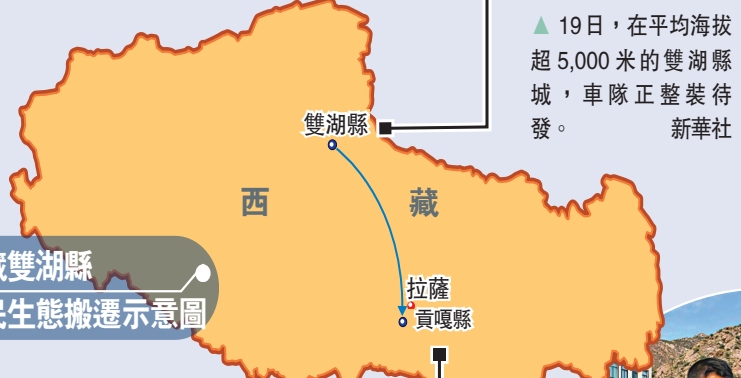 ▲ 19日,在平均海拔
超5,000米的雙湖縣
城,車隊正整裝待
發。 新華社
雙湖縣
西 藏
雙湖縣
生態搬遷示意圖
拉薩
貢嘎縣